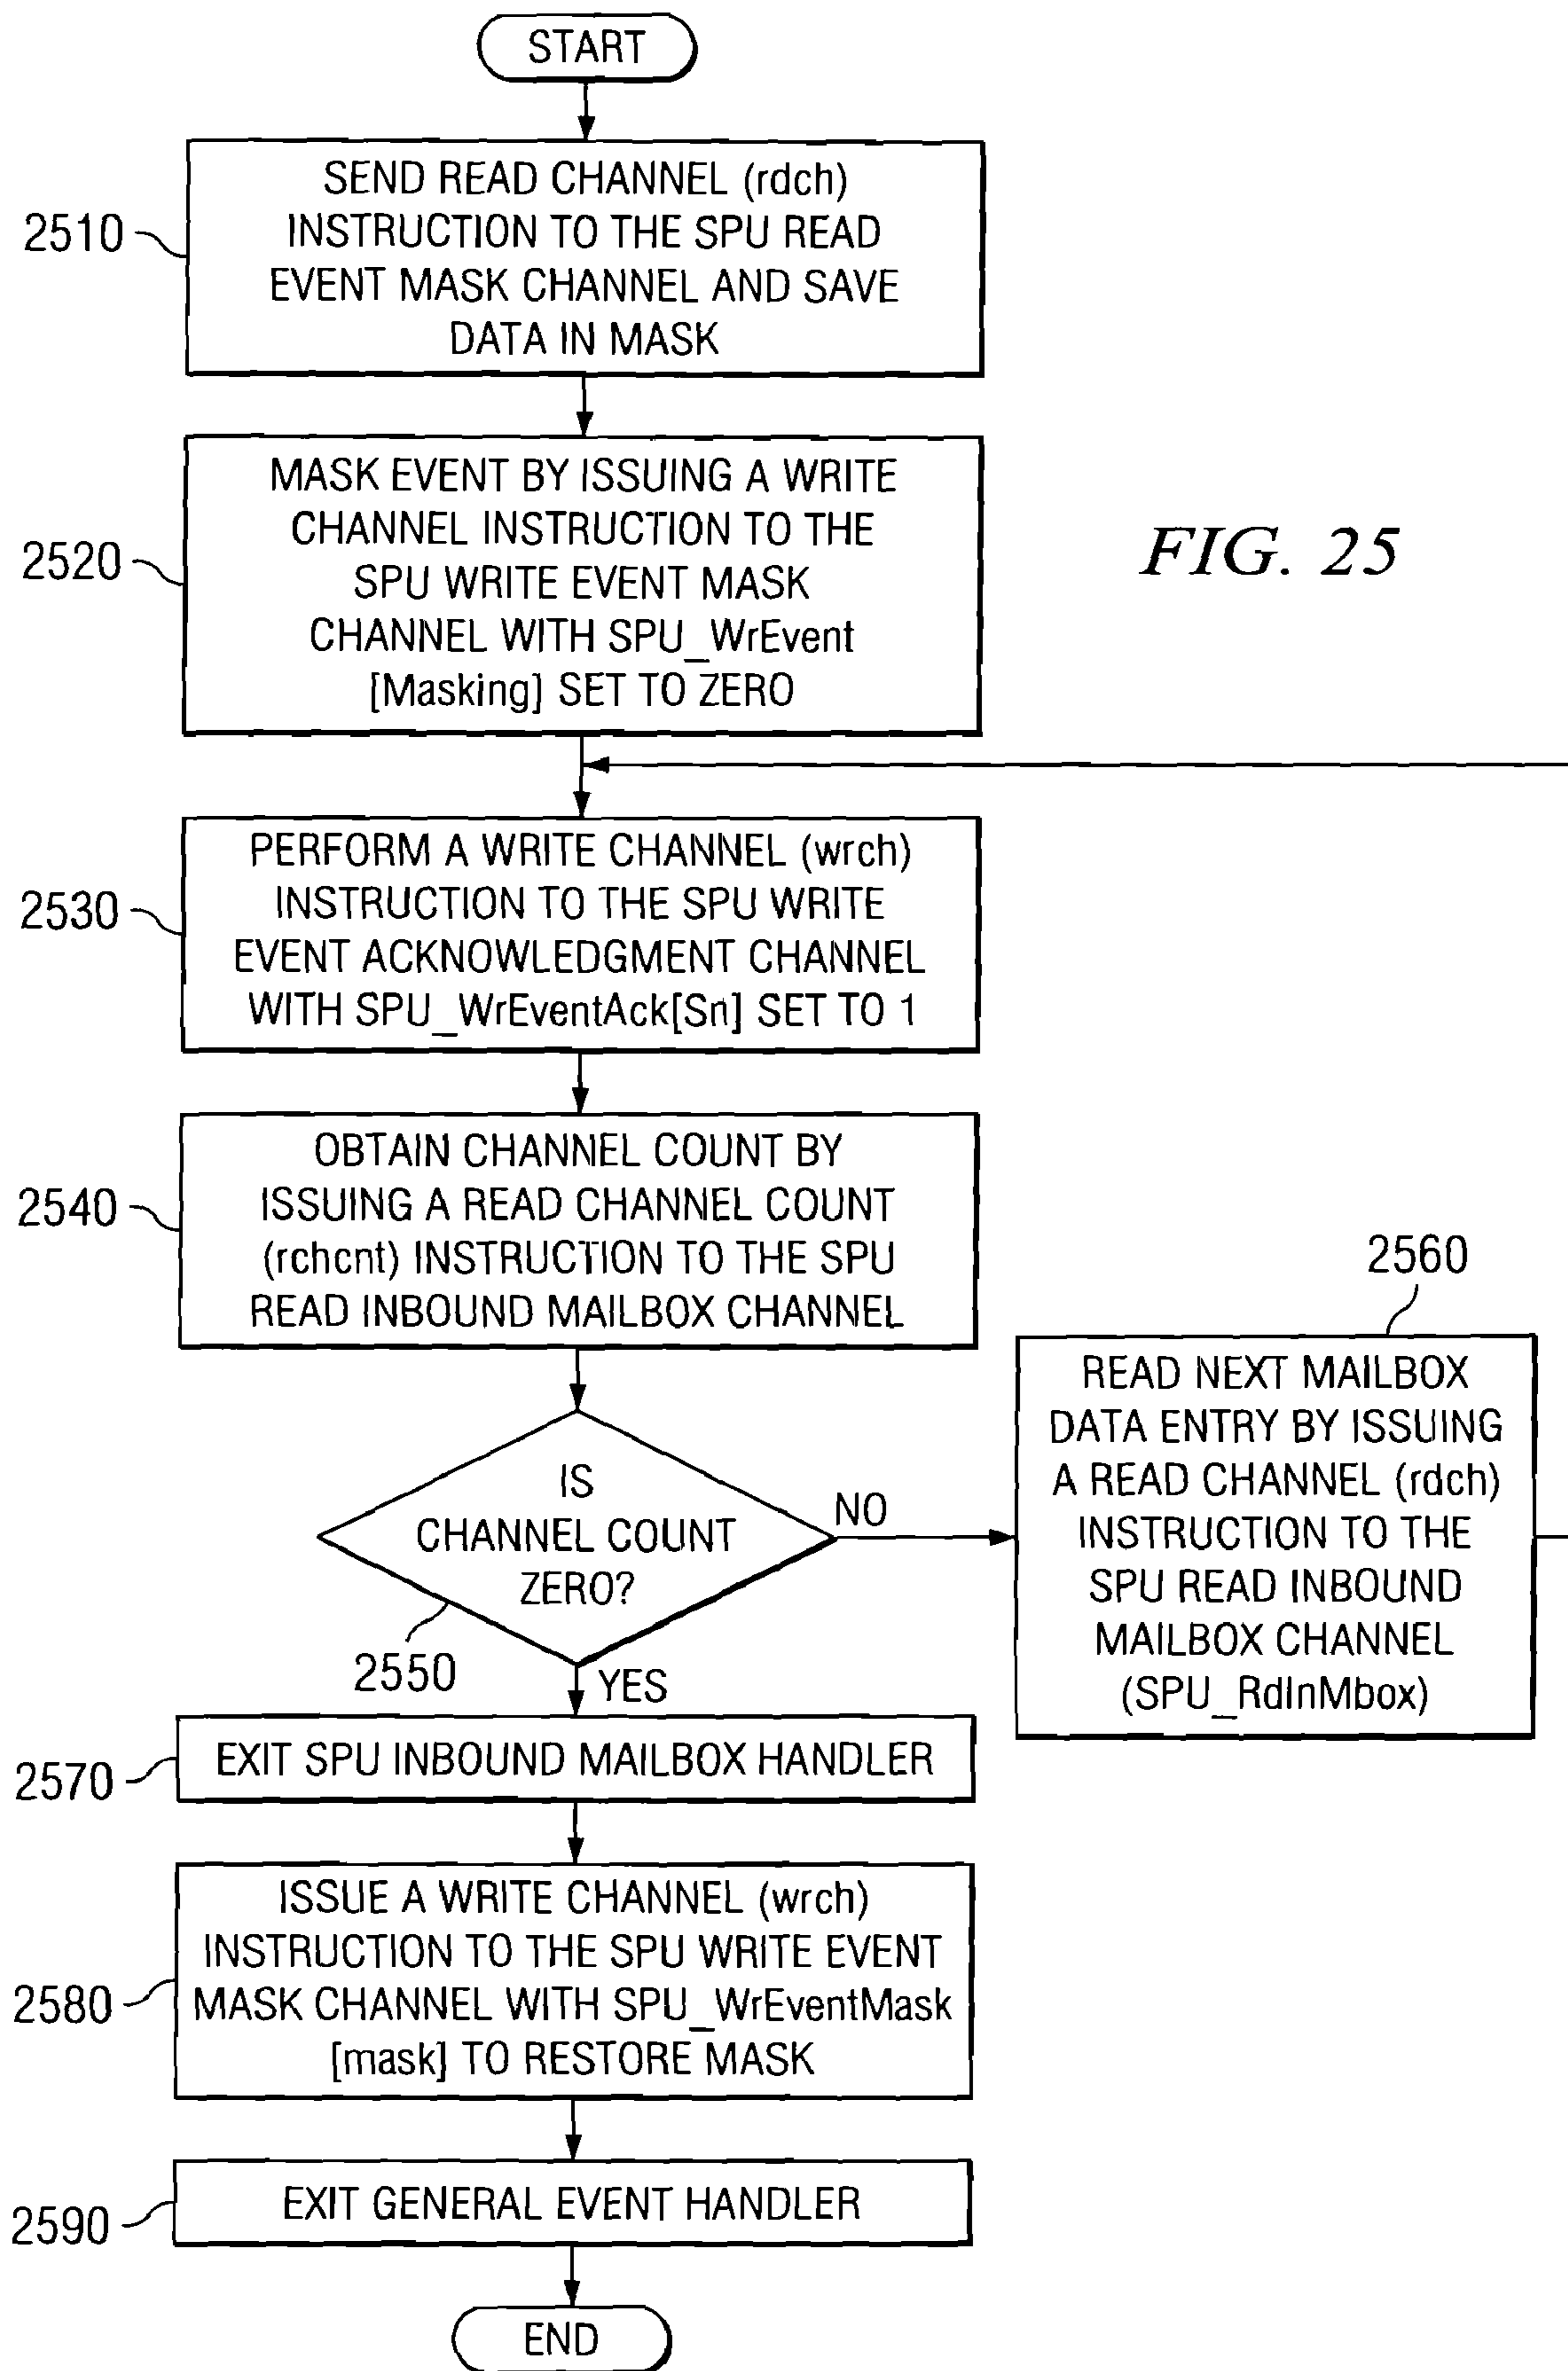 START
2510
SEND READ CHANNEL (rdch)
INSTRUCTION TO THE SPU READ
EVENT MASK CHANNEL AND SAVE
DATA IN MASK
2520
MASK EVENT BY ISSUING A WRITE
CHANNEL INSTRUCTION TO THE
SPU WRITE EVENT MASK
CHANNEL WITH SPU_WrEvent
[Masking] SET TO ZERO
FIG. 25
2530
PERFORM A WRITE CHANNEL (wrch)
INSTRUCTION TO THE SPU WRITE
EVENT ACKNOWLEDGMENT CHANNEL
WITH SPU_WrEventAck[Sn] SET TO 1
2540
OBTAIN CHANNEL COUNT BY
ISSUING A READ CHANNEL COUNT
(rchcnt) INSTRUCTION TO THE SPU
READ INBOUND MAILBOX CHANNEL
IS
CHANNEL COUNT
ZERO?
2550
NO
YES
2560
READ NEXT MAILBOX
DATA ENTRY BY ISSUING
A READ CHANNEL (rdch)
INSTRUCTION TO THE
SPU READ INBOUND
MAILBOX CHANNEL
(SPU_RdInMbox)
2570
EXIT SPU INBOUND MAILBOX HANDLER
2580
ISSUE A WRITE CHANNEL (wrch)
INSTRUCTION TO THE SPU WRITE EVENT
MASK CHANNEL WITH SPU_WrEventMask
[mask] TO RESTORE MASK
2590
EXIT GENERAL EVENT HANDLER
END